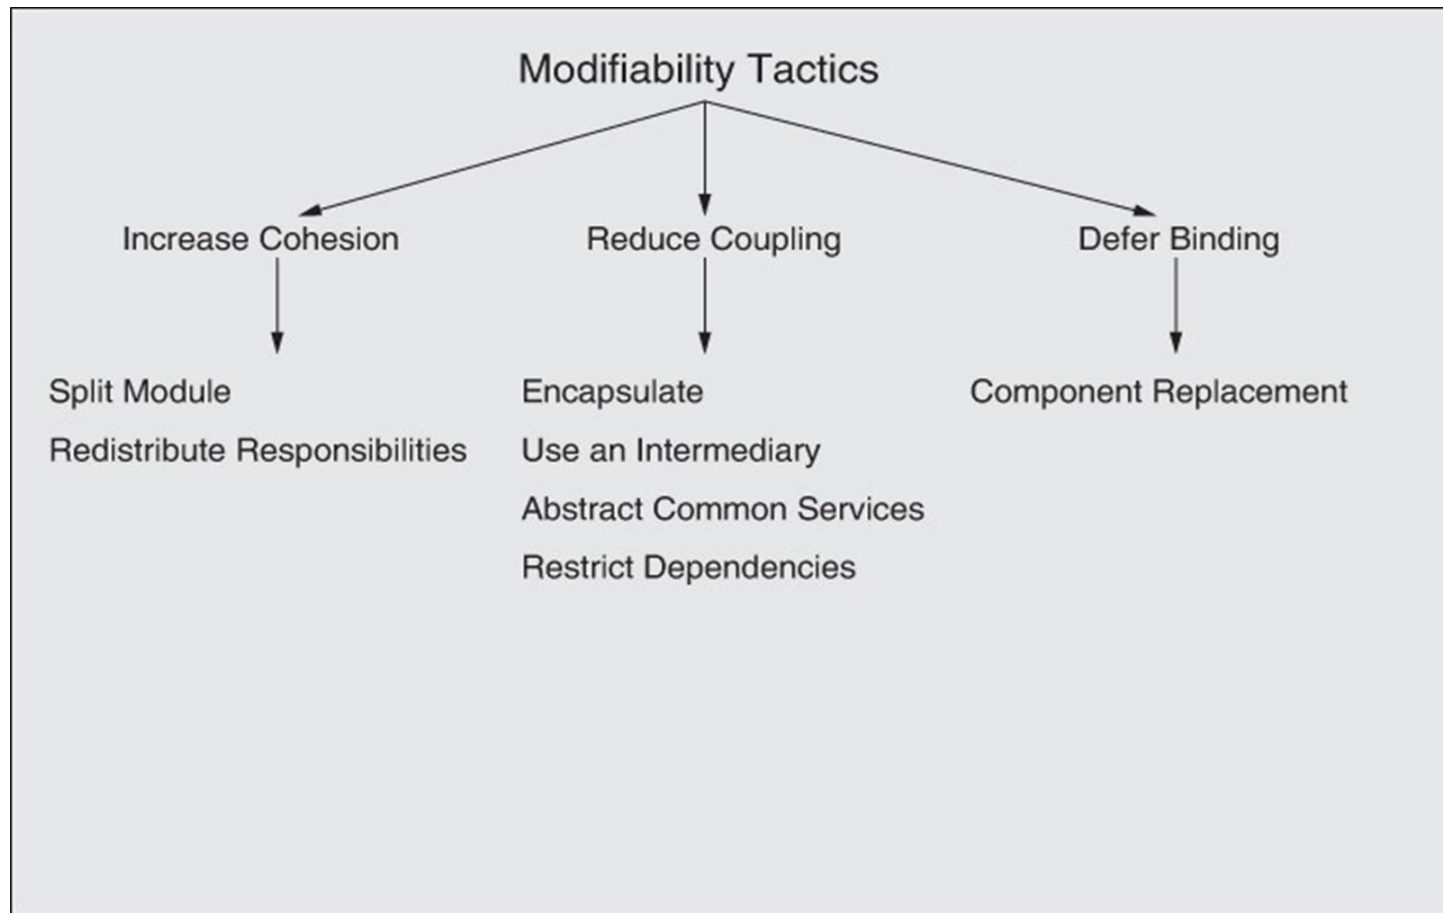 Modifiability Tactics
Increase Cohesion
Reduce Coupling
Defer Binding
Split Module
Redistribute Responsibilities
Encapsulate
Use an Intermediary
Abstract Common Services
Restrict Dependencies
Component Replacement